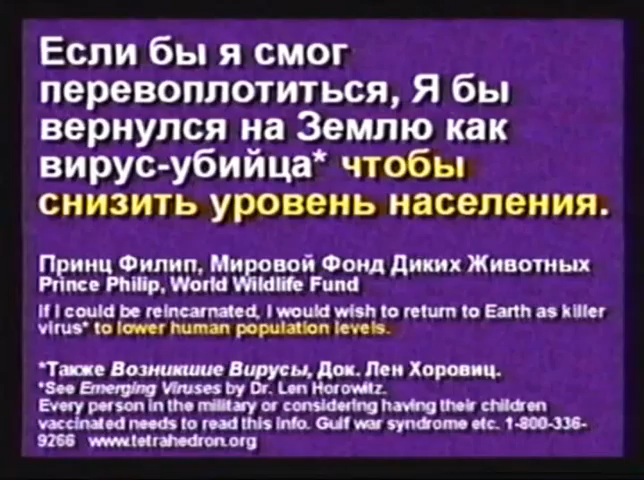 Если бы я смог
перевоплотиться, Я бы
вернулся на Землю как
вирус-убийца* чтобы
снизить уровень населения.
Принц Филип, Мировой Фонд Диких Животных
Prince Philip, World Wildlife Fund
If I could be reincarnated, I would wish to return to Earth as killer
virus* to lower human population levels.
*Также Возникшие Вирусы, Док. Лен Хоровиц.
*See Emerging Viruses by Dr. Len Horowitz.
Every person in the military or considering having their children
vaccinated needs to read this info. Gulf war syndrome etc. 1-800-336-
9266 www.tetrahedron.org